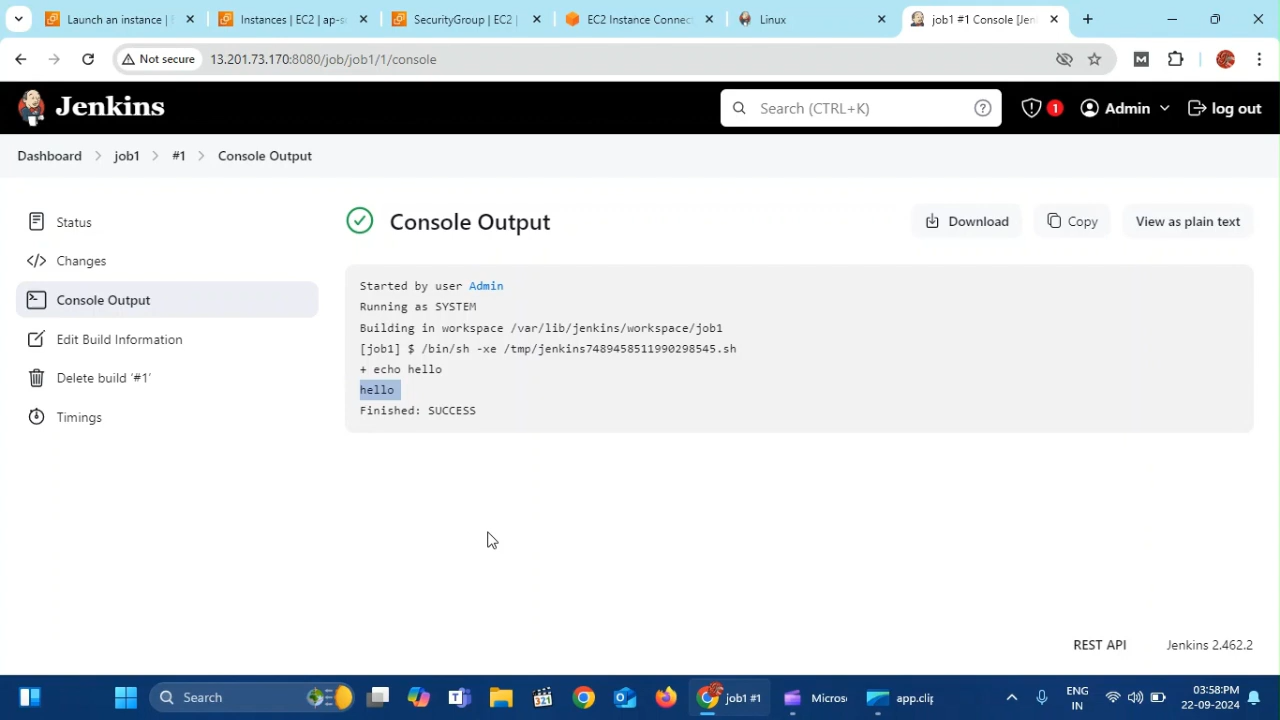 Launch an instance | E
Instances | EC2 | ap-s
SecurityGroup | EC2 |
EC2 Instance Connect
Linux
job1 #1 Console [Jen
Not secure
13.201.73.170:8080/job/job1/1/console
M
Jenkins
Search (CTRL+K)
1
Admin
log out
Dashboard
job1
#1
Console Output
Status
Changes
Console Output
Edit Build Information
Delete build ‘#1’
Timings
Console Output
Download
Copy
View as plain text
Started by user Admin
Running as SYSTEM
Building in workspace /var/lib/jenkins/workspace/job1
[job1] $ /bin/sh -xe /tmp/jenkins7489458511990298545.sh
+ echo hello
hello
Finished: SUCCESS
REST API
Jenkins 2.462.2
Search
job1 #1
Micros
app.clip
ENG
IN
03:58 PM
22-09-2024